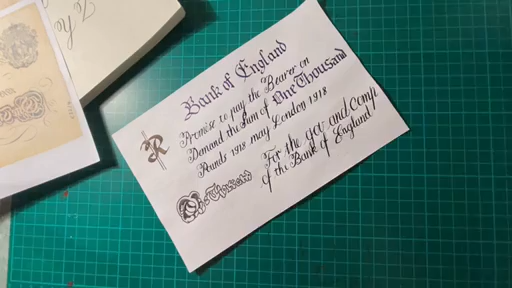 Bank of England
R
Promise to pay the Bearer on
Demand the Sum of One Thousand
Pounds 1918 may London 1918
For the gov and comp
of the Bank of England
Thousand